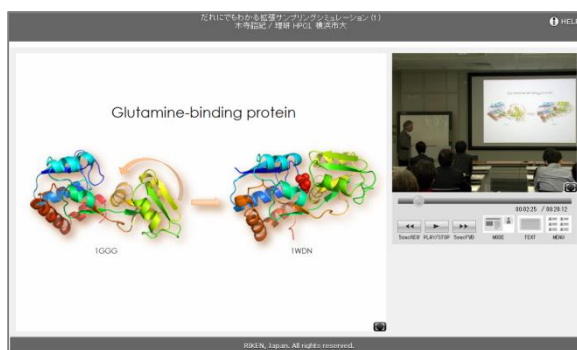 だれにでもわかる拡張サンプリングシミュレーション (1)
木寺詔紀 / 理研 HPCI, 横浜市大
HELP
Glutamine-binding protein
1GGG
1WDN
00:02:25 / 00:28:12
5secREW PLAY/STOP 5secFWD MODE TEXT MENU
RIKEN, Japan. All rights reserved.